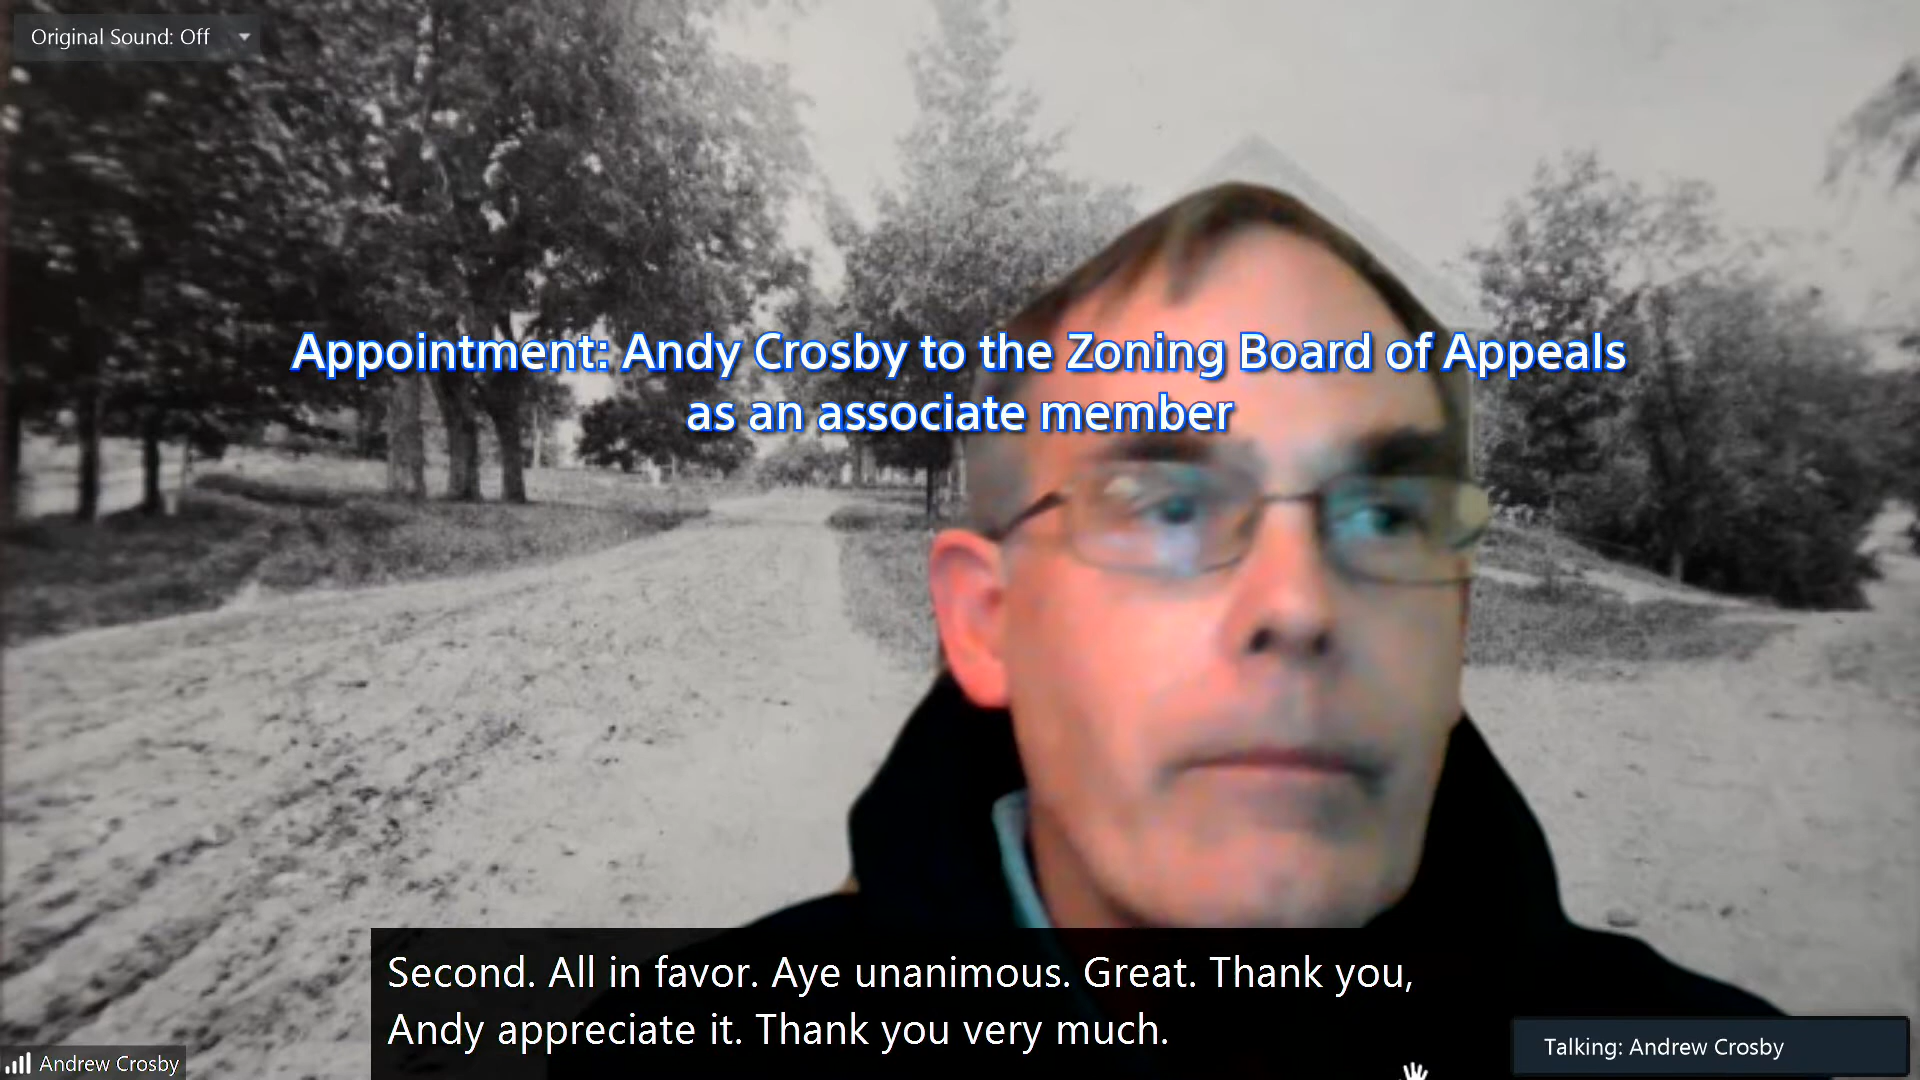 Original Sound: Off
Appointment: Andy Crosby to the Zoning Board of Appeals
as an associate member
Second. All in favor. Aye unanimous. Great. Thank you,
Andy appreciate it. Thank you very much.
Andrew Crosby
Talking: Andrew Crosby